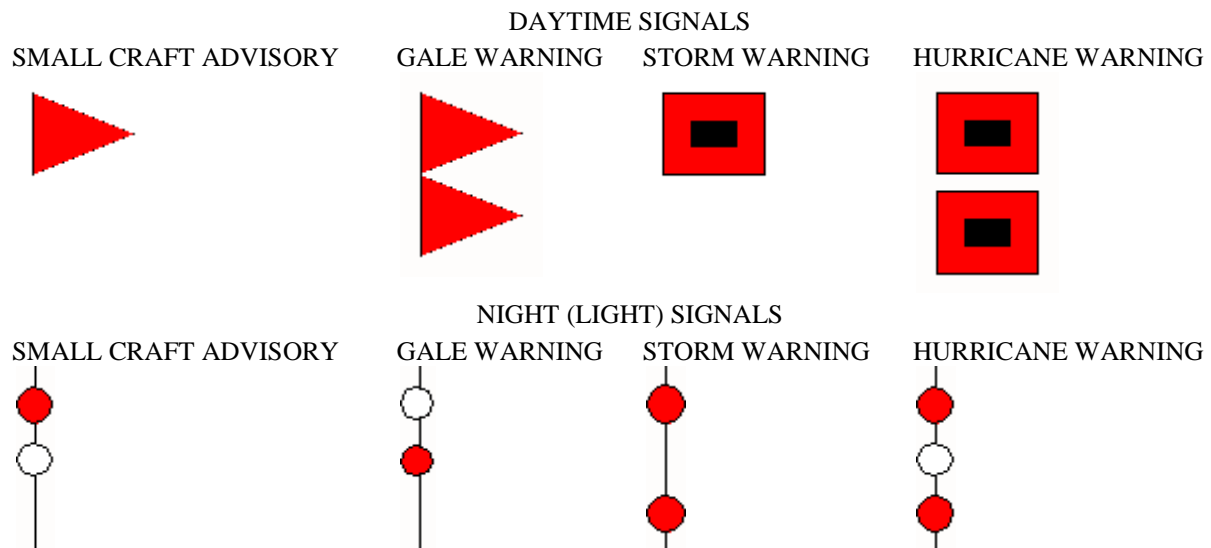 DAYTIME SIGNALS
SMALL CRAFT ADVISORY GALE WARNING STORM WARNING HURRICANE WARNING
NIGHT (LIGHT) SIGNALS
SMALL CRAFT ADVISORY GALE WARNING STORM WARNING HURRICANE WARNING